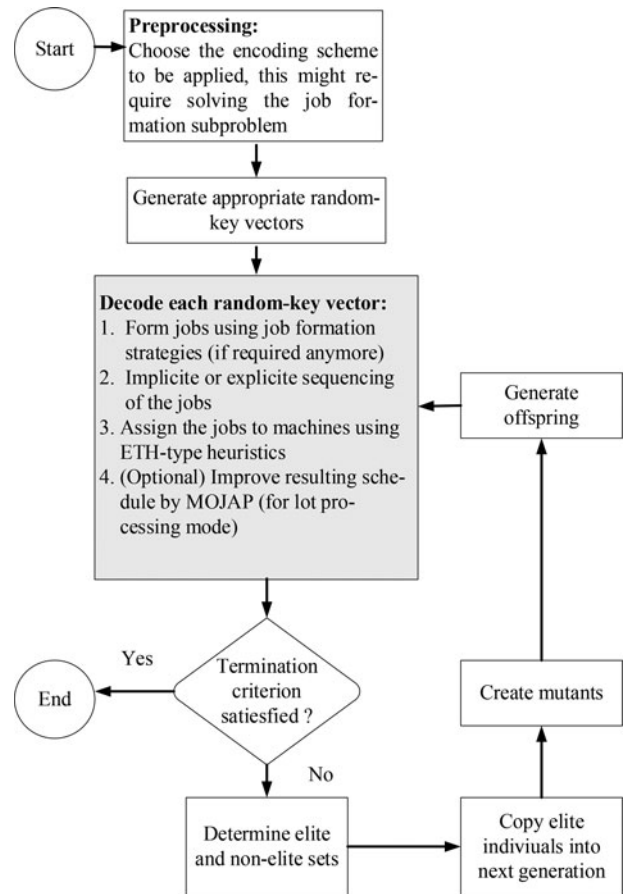 Start
Preprocessing:
Choose the encoding scheme
to be applied, this might re-
quire solving the job for-
mation subproblem
Generate appropriate random-
key vectors
Decode each random-key vector:
1. Form jobs using job formation
strategies (if required anymore)
2. Implicite or explicite sequencing
of the jobs
3. Assign the jobs to machines using
ETH-type heuristics
4. (Optional) Improve resulting sche-
dule by MOJAP (for lot pro-
cessing mode)
Generate
offspring
Yes
Termination
criterion
satiesfied ?
End
Create mutants
No
Determine elite
and non-elite sets
Copy elite
indiviuals into
next generation